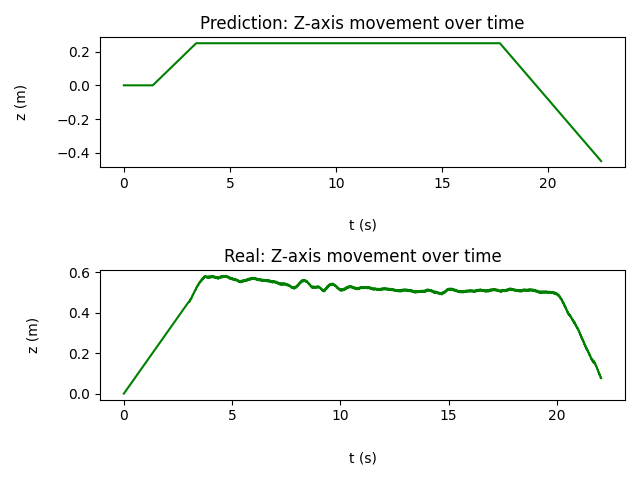 Prediction: Z-axis movement over time
z (m)
0.2
0.0
−0.2
−0.4
0 5 10 15 20
t (s)
Real: Z-axis movement over time
z (m)
0.6
0.4
0.2
0.0
0 5 10 15 20
t (s)